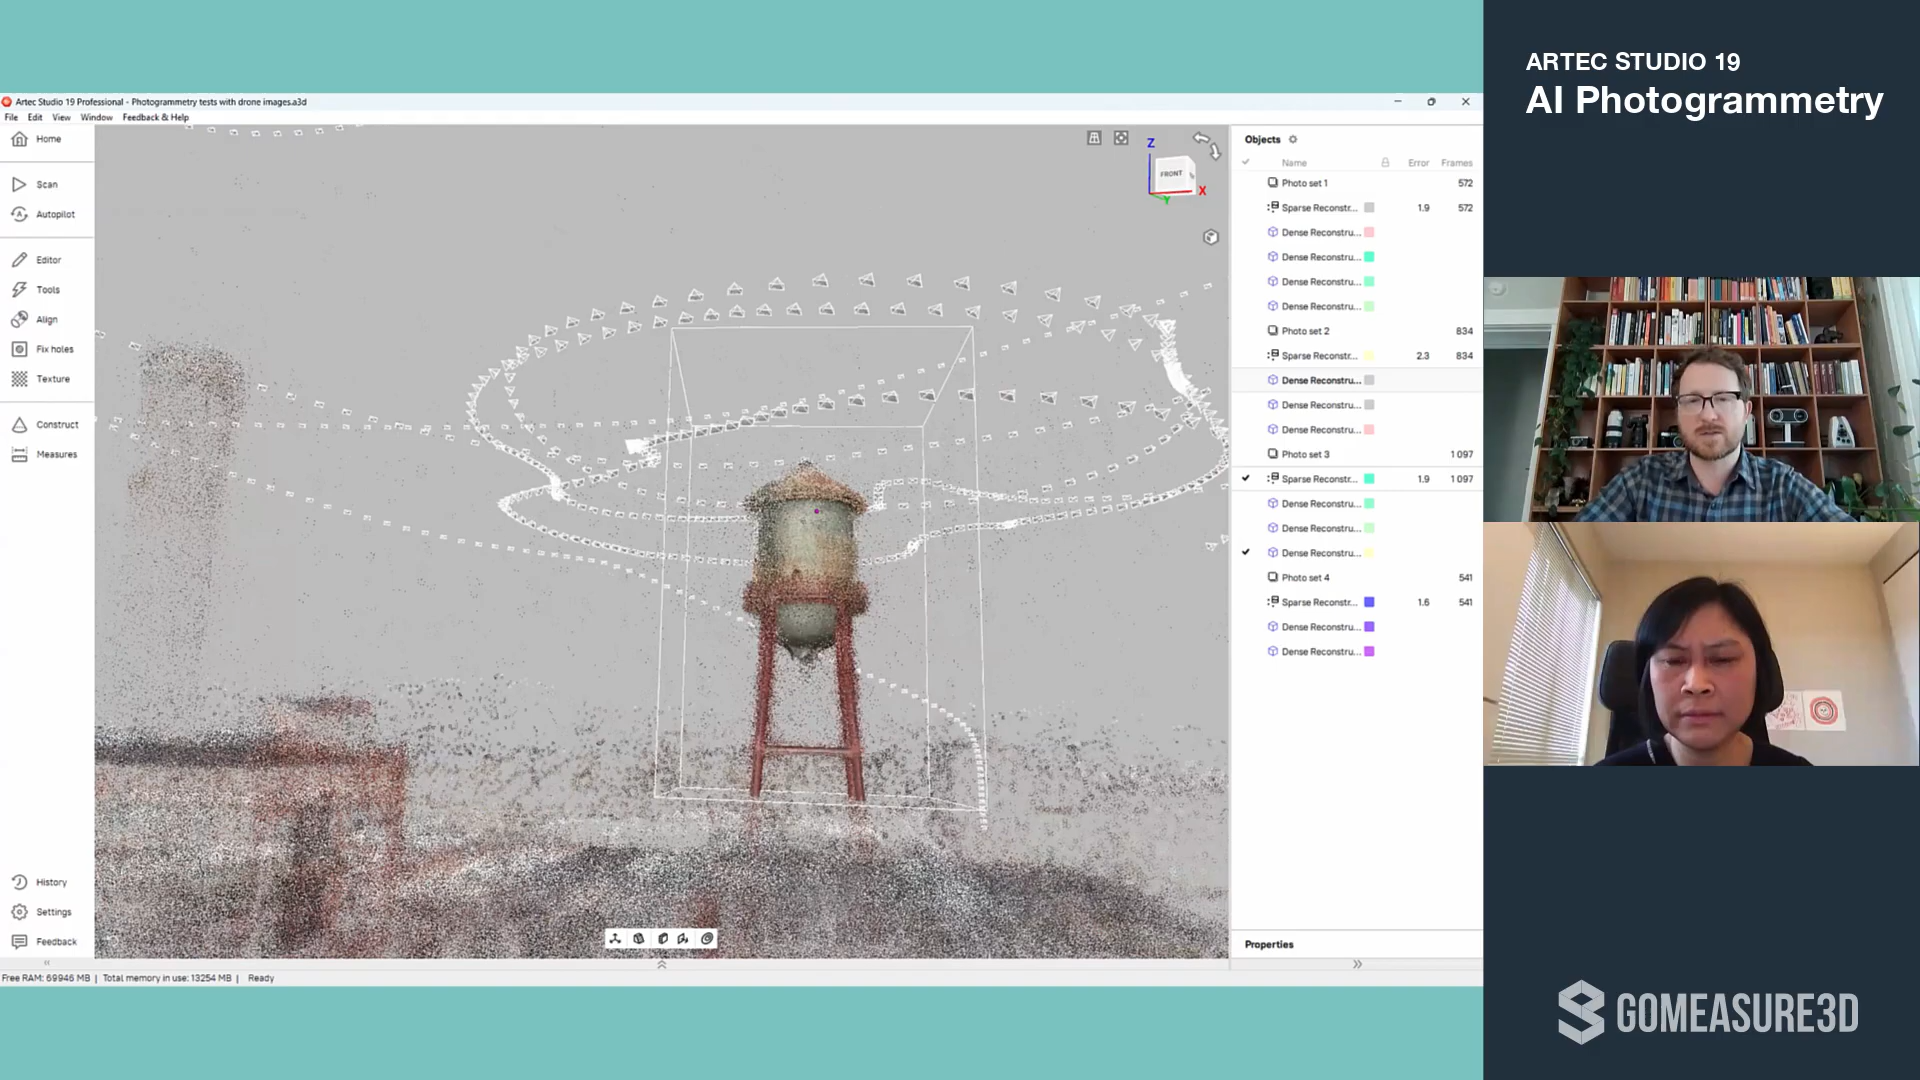 ARTEC STUDIO 19
AI Photogrammetry
Artec Studio 19 Professional - Photogrammetry tests with drone images.a3d
File Edit View Window Feedback & Help
Home
Scan
Autopilot
Editor
Tools
Align
Fix holes
Texture
Construct
Measures
History
Settings
Feedback
Z
FRONT
X
Y
Objects
Name Error Frames
Photo set 1 572
Sparse Reconstr... 1.9 572
Dense Reconstru...
Dense Reconstru...
Dense Reconstru...
Dense Reconstru...
Photo set 2 834
Sparse Reconstr... 2.3 834
Dense Reconstru...
Dense Reconstru...
Dense Reconstru...
Photo set 3 1 097
Sparse Reconstr... 1.9 1 097
Dense Reconstru...
Dense Reconstru...
Dense Reconstru...
Photo set 4 541
Sparse Reconstr... 1.6 541
Dense Reconstru...
Dense Reconstru...
Properties
Free RAM: 69946 MB | Total memory in use: 13254 MB | Ready
GOMEASURE3D